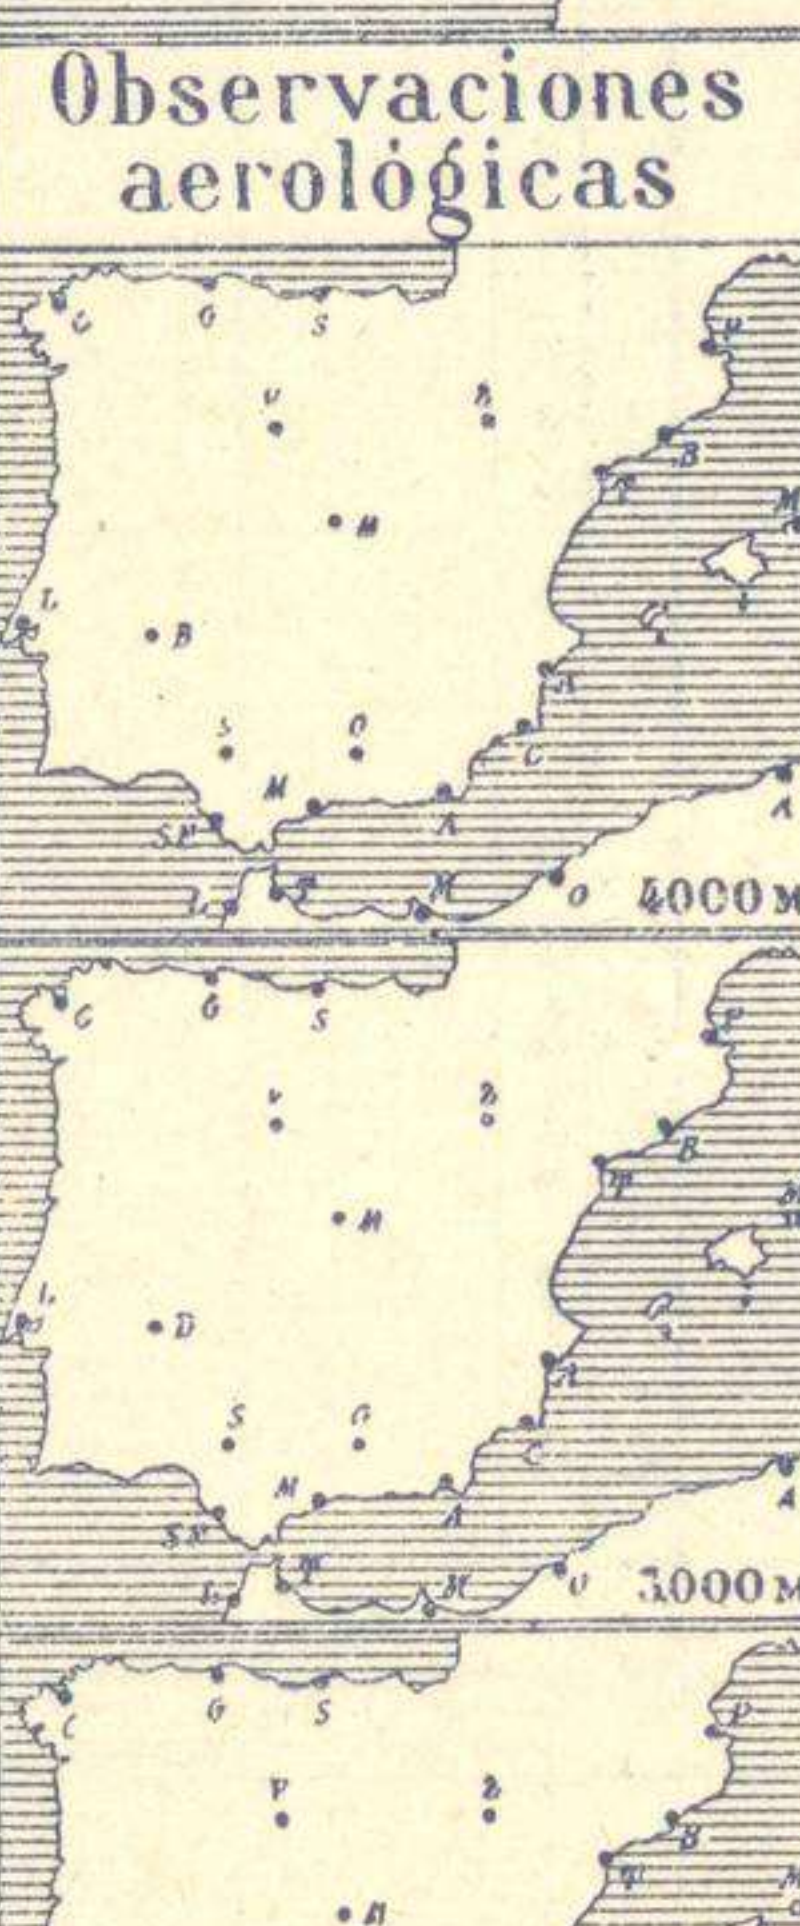 Observaciones
aerológicas
C G S
P
V Z
B
T
M
M
L
B
A
S O
C
M
A A
S.F.
L T M O 4000 M
C G S
P
V Z
B
T
M
L
B
A
S O
C
M
A A
S F
L T M O 3000 M
C G S
P
V Z
B
T
M
M